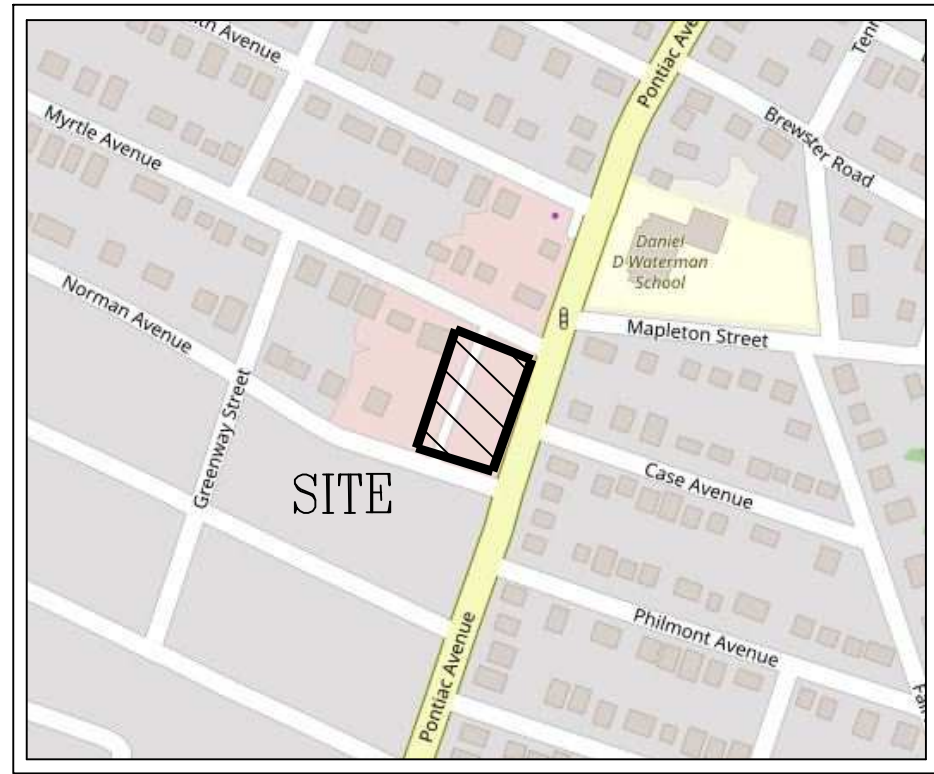 Avenue
Pontiac Ave
Myrtle Avenue
Brewster Road
Daniel
D Waterman
School
Norman Avenue
Mapleton Street
Greenway Street
SITE
Case Avenue
Philmont Avenue
Pontiac Avenue